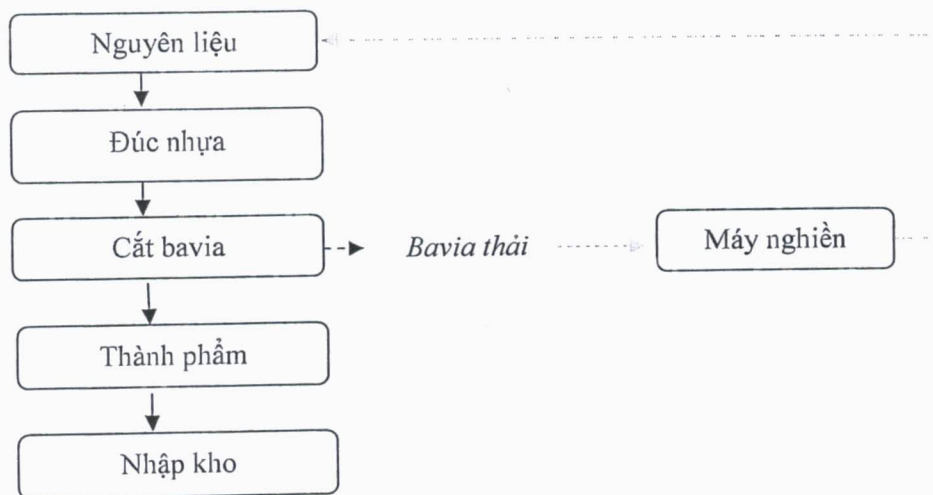 Nguyên liệu
Đúc nhựa
Cắt bavia
Bavia thải
Máy nghiền
Thành phẩm
Nhập kho